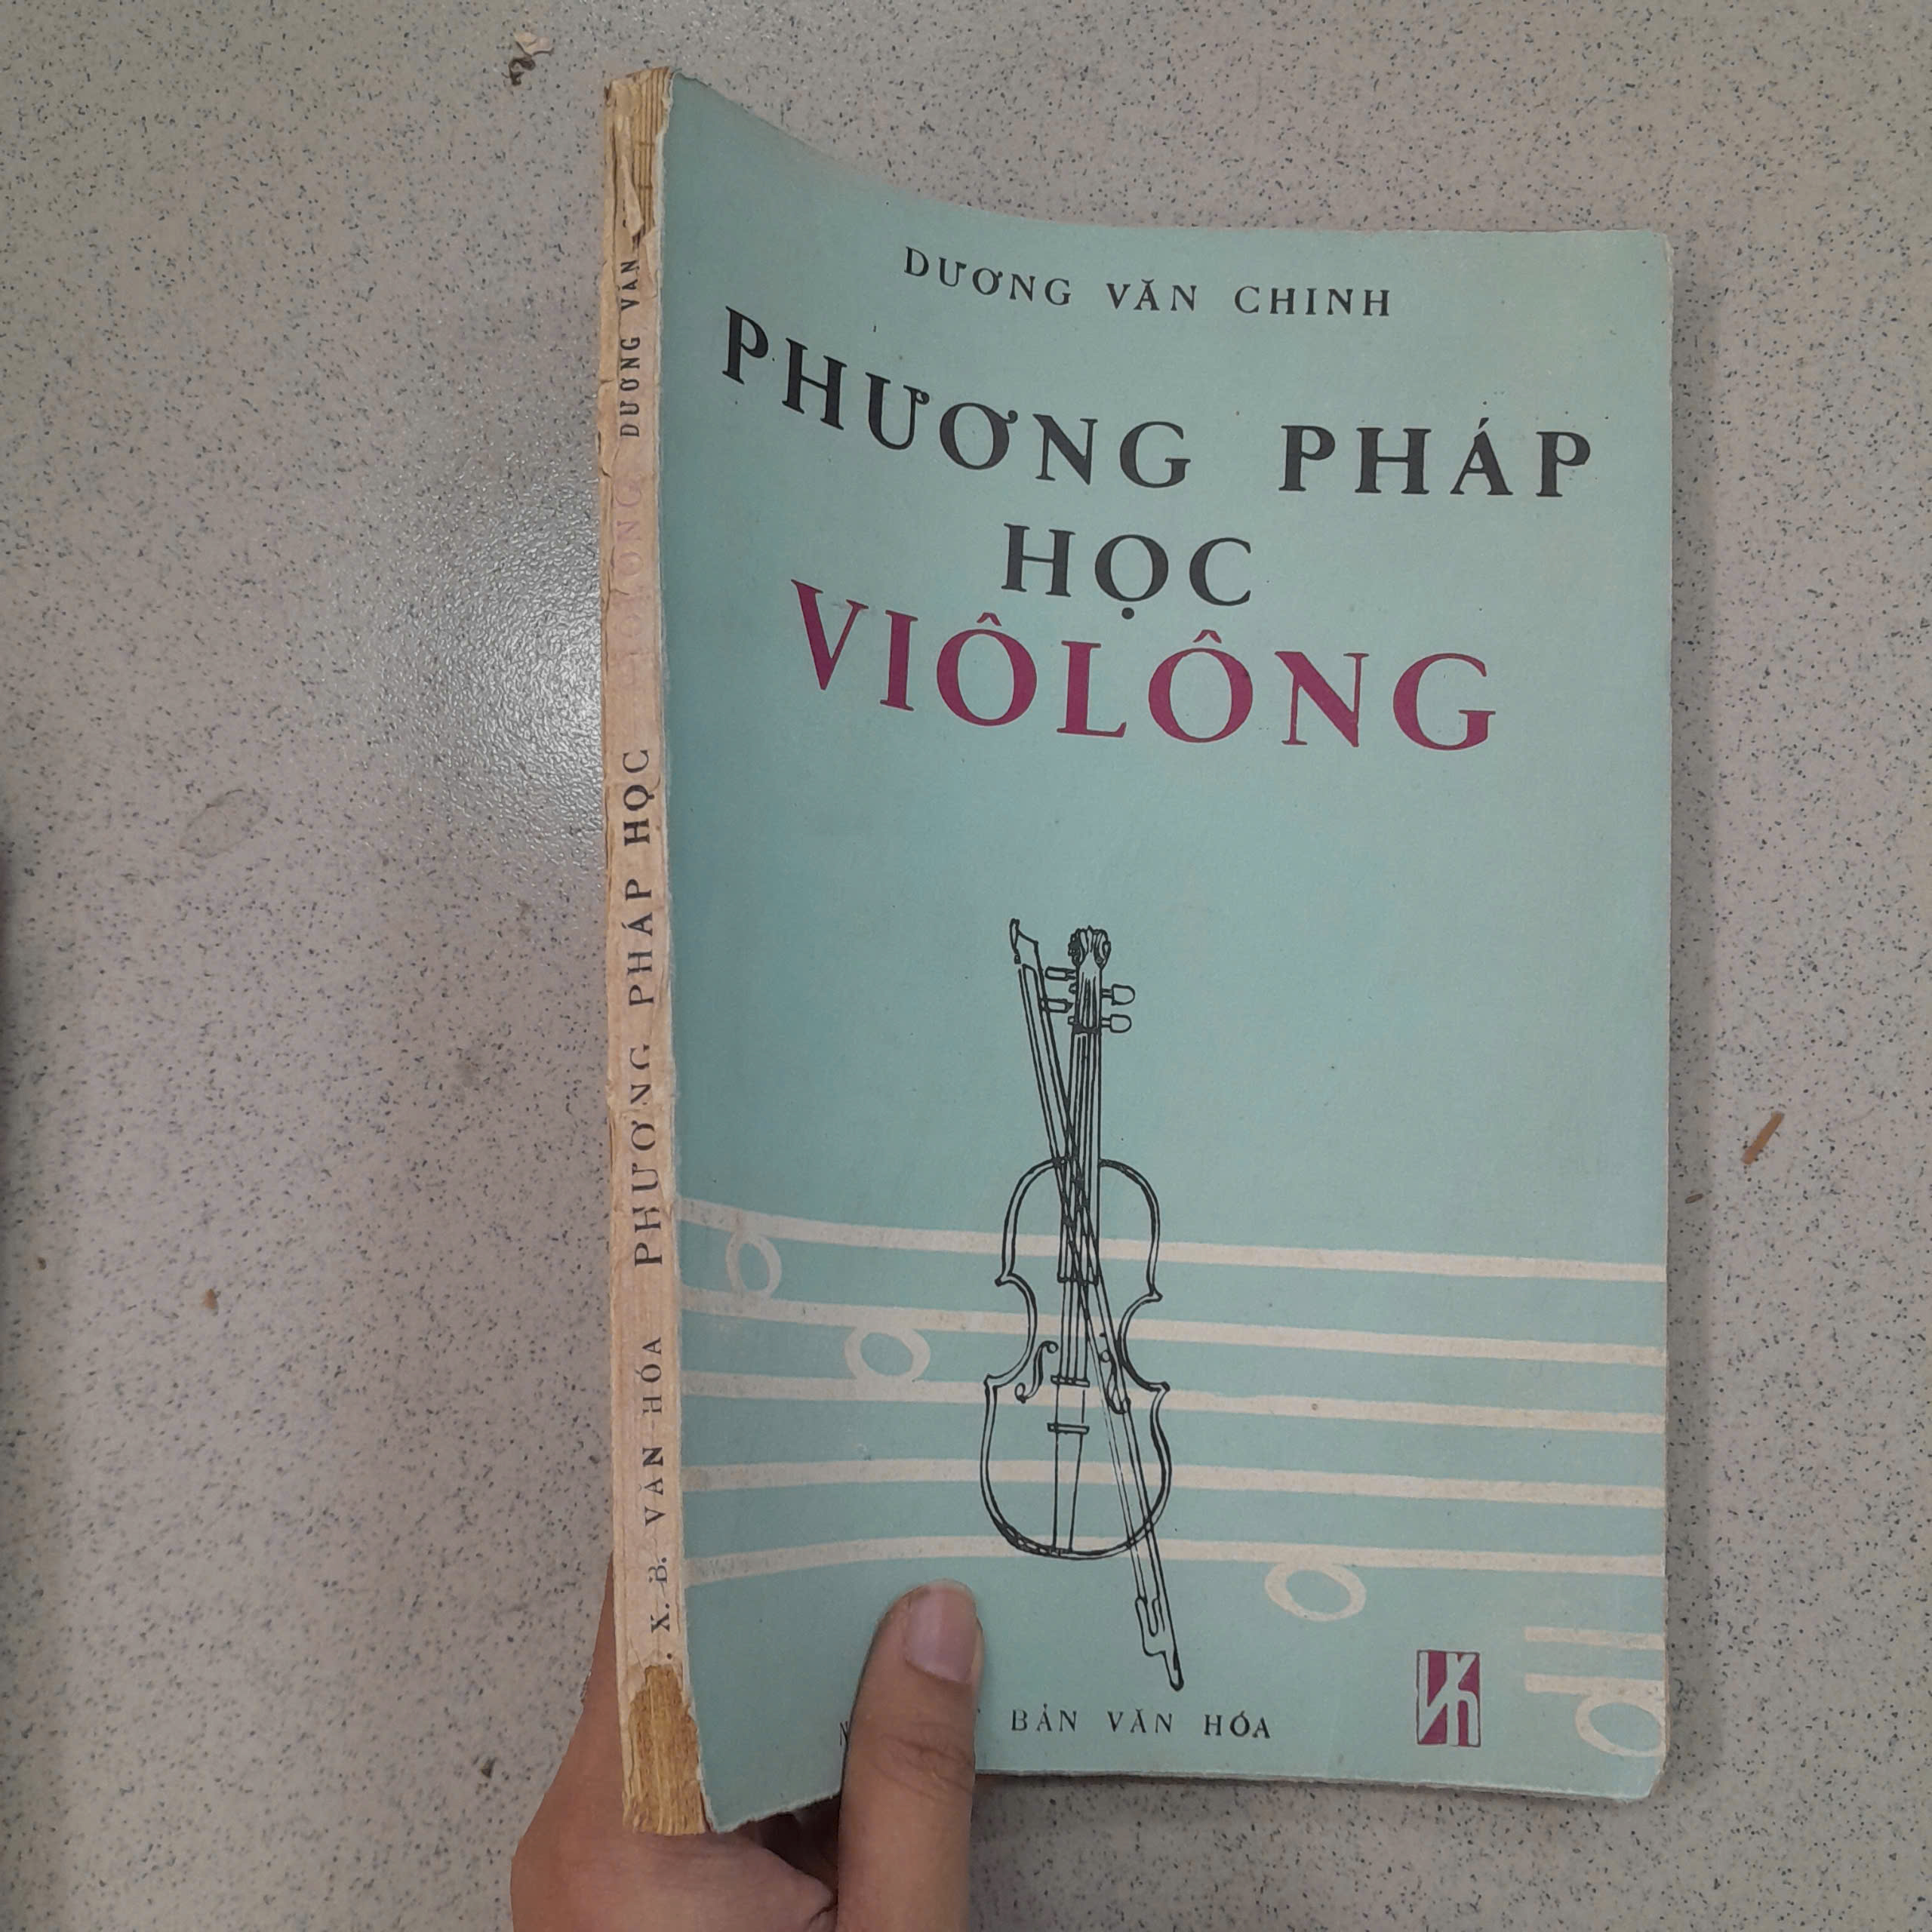 DƯƠNG VĂN CHINH
PHƯƠNG PHÁP
HỌC
VIÔLÔNG
BẢN VĂN HÓA
X.B. VĂN HÓA PHƯƠNG PHÁP HỌC DƯƠNG VĂN